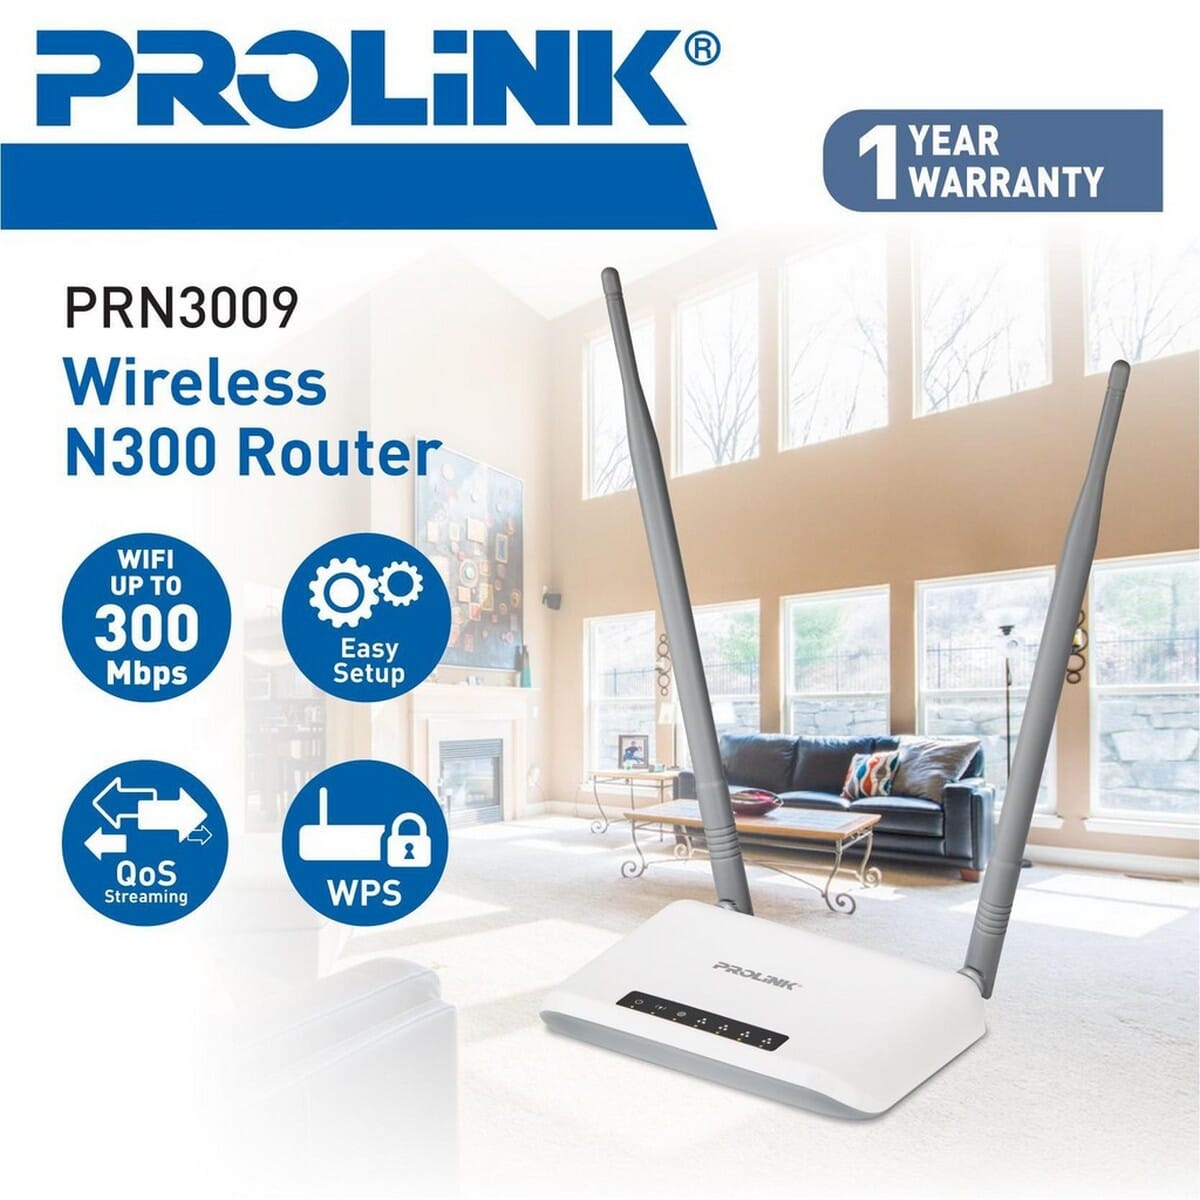 PROLiNK®
1 YEAR
WARRANTY
PRN3009
Wireless
N300 Router
WIFI
UP TO
300
Mbps
Easy
Setup
QoS
Streaming
WPS
PROLiNK